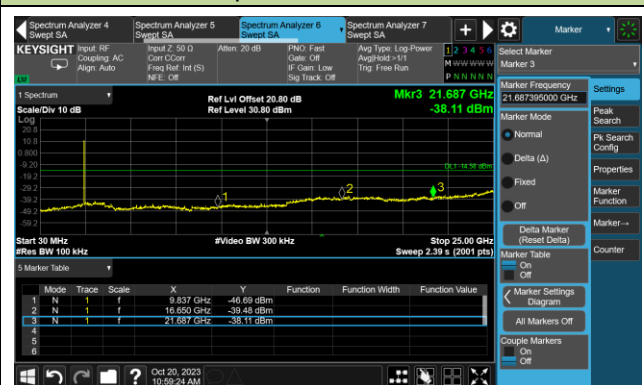 Spectrum Analyzer 4
Swept SA
Spectrum Analyzer 5
Swept SA
Spectrum Analyzer 6
Swept SA
Spectrum Analyzer 7
Swept SA
+
Marker
KEYSIGHT
Input: RF
Coupling: AC
Align: Auto
Input Z: 50 Ω
Corr CCorr
Freq Ref: Int (S)
NFE: Off
Atten: 20 dB
PNO: Fast
Gate: Off
IF Gain: Low
Sig Track: Off
Avg Type: Log-Power
Avg|Hold:>1/1
Trig: Free Run
1 2 3 4 5 6
M W W W W W
P N N N N N
Select Marker
Marker 3
1 Spectrum
Scale/Div 10 dB
Log
Ref Lvl Offset 20.80 dB
Ref Level 30.80 dBm
Mkr3 21.687 GHz
-38.11 dBm
20.8
10.8
0.800
-9.20
-19.2
-29.2
-39.2
-49.2
-59.2
DL1 -14.58 dBm
1
2
3
Start 30 MHz
#Res BW 100 kHz
#Video BW 300 kHz
Stop 25.00 GHz
Sweep 2.39 s (2001 pts)
5 Marker Table
Mode Trace Scale X Y Function Function Width Function Value
1 N 1 f 9.837 GHz -46.69 dBm
2 N 1 f 16.650 GHz -39.48 dBm
3 N 1 f 21.687 GHz -38.11 dBm
4
5
6
Marker Frequency
21.687395000 GHz
Marker Mode
Normal
Delta (Δ)
Fixed
Off
Delta Marker
(Reset Delta)
Marker Table
On
Off
Marker Settings
Diagram
All Markers Off
Couple Markers
On
Off
Settings
Peak
Search
Pk Search
Config
Properties
Marker
Function
Marker→
Counter
?
Oct 20, 2023
10:59:24 AM